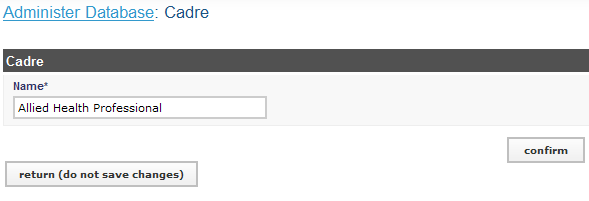 Administer Database: Cadre
Cadre
Name*
Allied Health Professional
confirm
return (do not save changes)